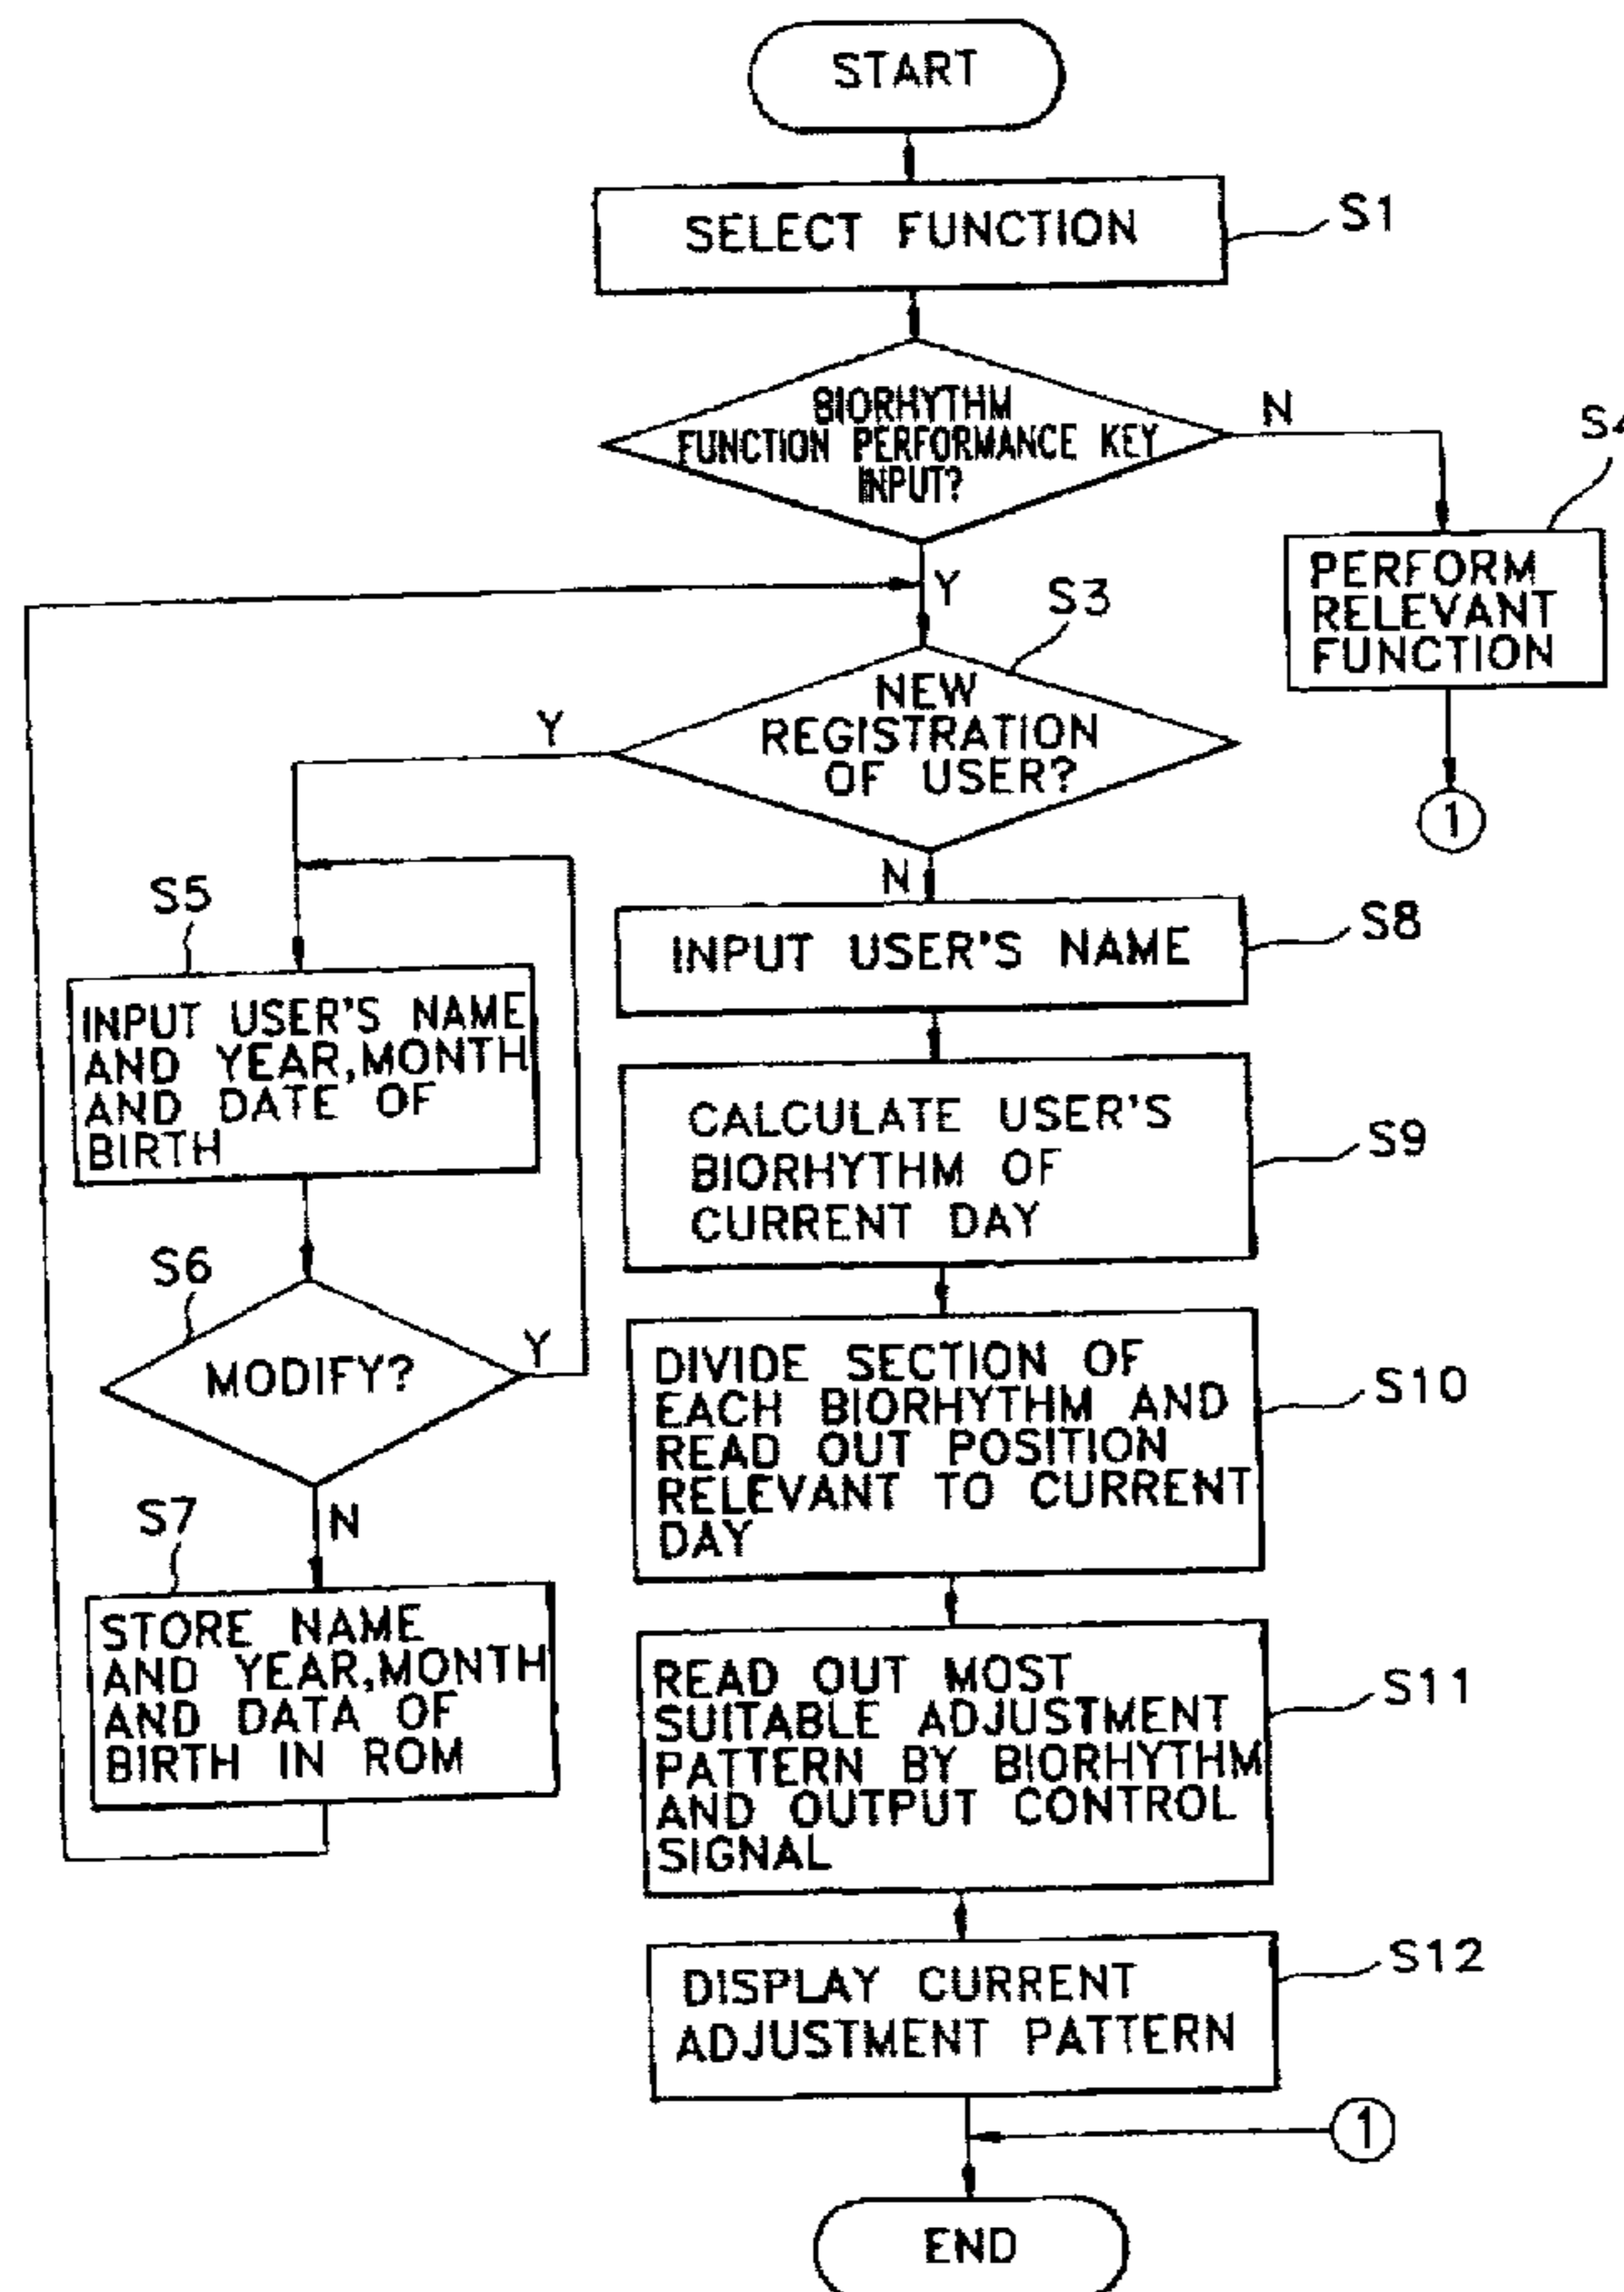 START
SELECT FUNCTION
S1
BIORHYTHM
FUNCTION PERFORMANCE KEY
INPUT?
N
S4
PERFORM
RELEVANT
FUNCTION
1
Y
S3
NEW
REGISTRATION
OF USER?
Y
N
S5
INPUT USER'S NAME
AND YEAR,MONTH
AND DATE OF
BIRTH
S6
MODIFY?
Y
N
S7
STORE NAME
AND YEAR,MONTH
AND DATA OF
BIRTH IN ROM
INPUT USER'S NAME
S8
CALCULATE USER'S
BIORHYTHM OF
CURRENT DAY
S9
DIVIDE SECTION OF
EACH BIORHYTHM AND
READ OUT POSITION
RELEVANT TO CURRENT
DAY
S10
READ OUT MOST
SUITABLE ADJUSTMENT
PATTERN BY BIORHYTHM
AND OUTPUT CONTROL
SIGNAL
S11
DISPLAY CURRENT
ADJUSTMENT PATTERN
S12
1
END